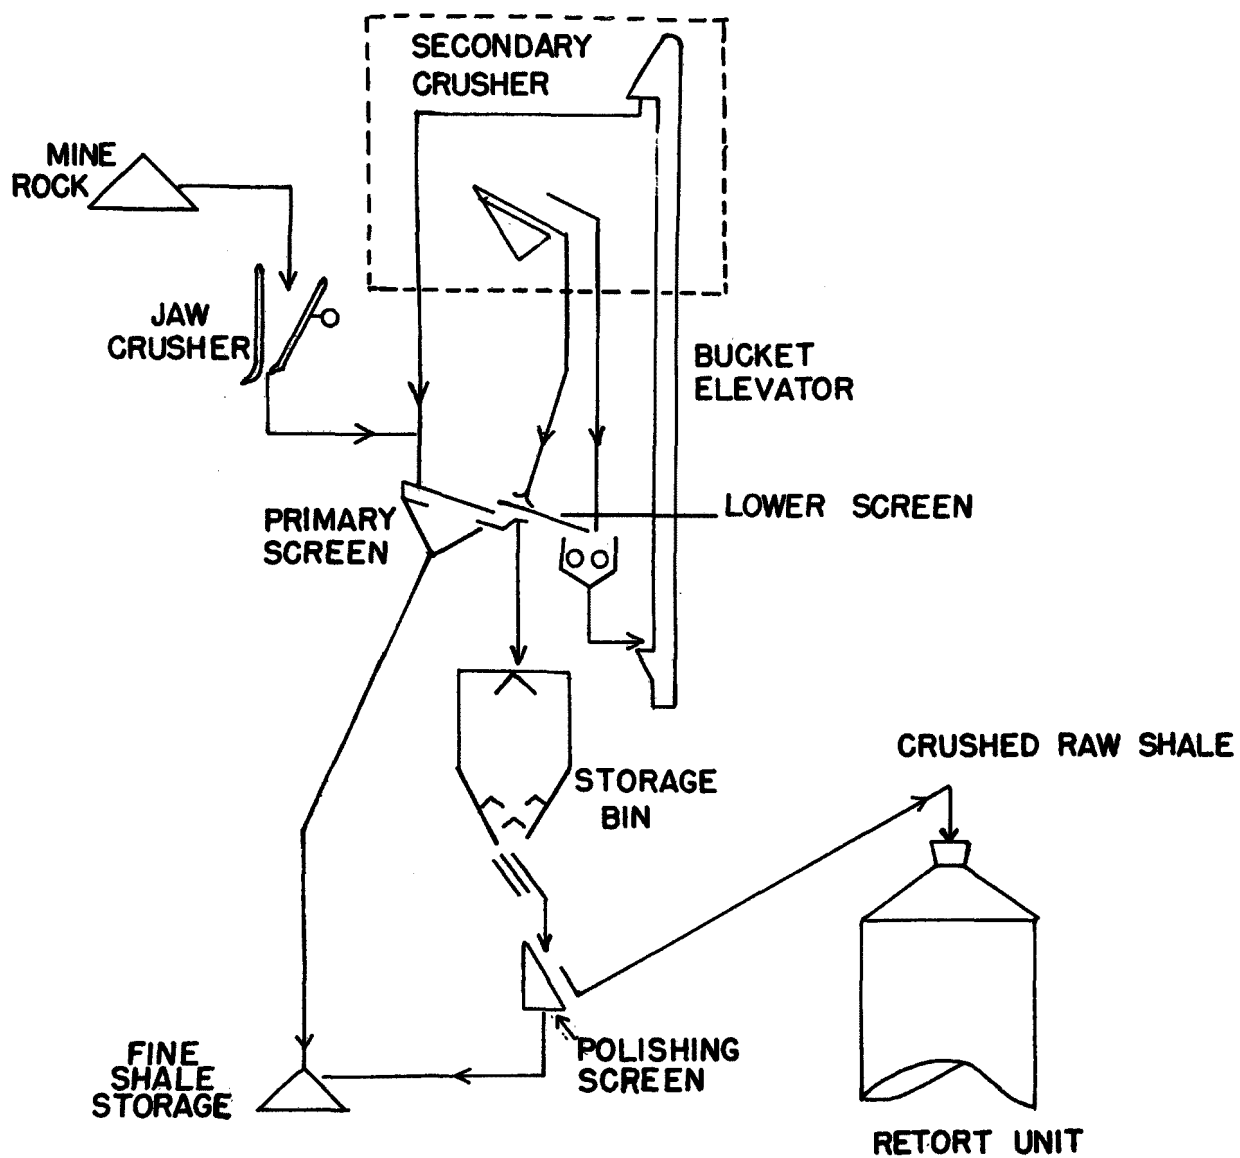 SECONDARY
CRUSHER
MINE
ROCK
JAW
CRUSHER
BUCKET
ELEVATOR
LOWER SCREEN
PRIMARY
SCREEN
CRUSHED RAW SHALE
STORAGE
BIN
POLISHING
SCREEN
FINE
SHALE
STORAGE
RETORT UNIT